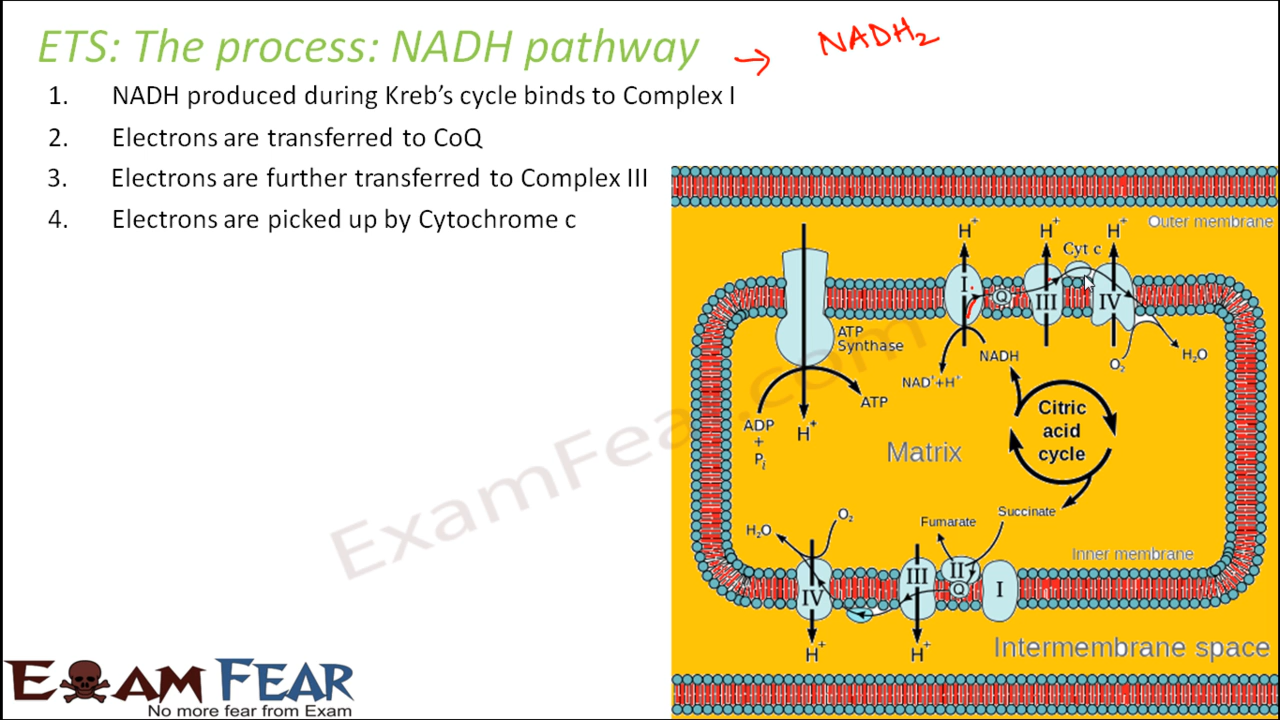 ETS: The process: NADH pathway → NADH₂
1. NADH produced during Kreb’s cycle binds to Complex I
2. Electrons are transferred to CoQ
3. Electrons are further transferred to Complex III
4. Electrons are picked up by Cytochrome c
Outer membrane
H⁺ H⁺ H⁺
Cyt c
I Q III IV
ATP
Synthase
NADH
O₂
H₂O
NAD⁺+H⁺
ATP
ADP
+
Pᵢ
H⁺
Citric
acid
cycle
Matrix
ExamFear.com
Succinate
Fumarate
O₂
H₂O
Inner membrane
IV III II Q I
H⁺ H⁺
Intermembrane space
EXAM FEAR
No more fear from Exam